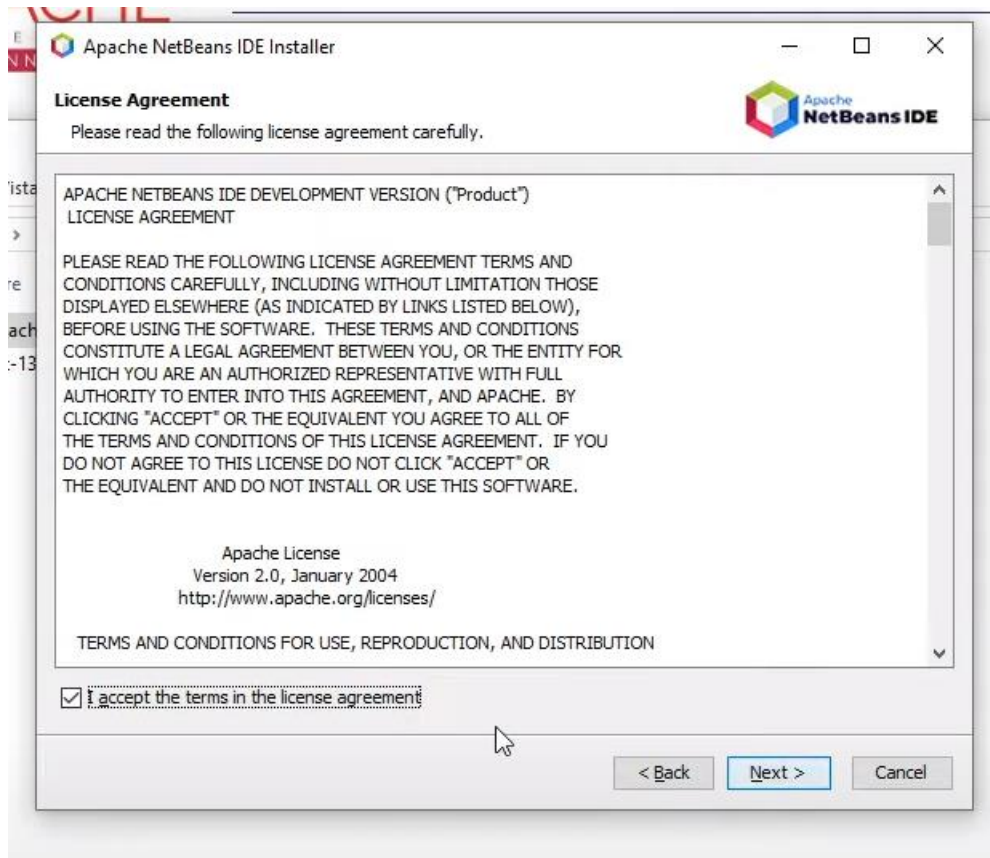 ACHE
E
NN
Apache NetBeans IDE Installer
License Agreement
Please read the following license agreement carefully.
Apache
NetBeans IDE
ista
re
ach
-13
APACHE NETBEANS IDE DEVELOPMENT VERSION ("Product")
LICENSE AGREEMENT
PLEASE READ THE FOLLOWING LICENSE AGREEMENT TERMS AND
CONDITIONS CAREFULLY, INCLUDING WITHOUT LIMITATION THOSE
DISPLAYED ELSEWHERE (AS INDICATED BY LINKS LISTED BELOW),
BEFORE USING THE SOFTWARE.  THESE TERMS AND CONDITIONS
CONSTITUTE A LEGAL AGREEMENT BETWEEN YOU, OR THE ENTITY FOR
WHICH YOU ARE AN AUTHORIZED REPRESENTATIVE WITH FULL
AUTHORITY TO ENTER INTO THIS AGREEMENT, AND APACHE.  BY
CLICKING "ACCEPT" OR THE EQUIVALENT YOU AGREE TO ALL OF
THE TERMS AND CONDITIONS OF THIS LICENSE AGREEMENT.  IF YOU
DO NOT AGREE TO THIS LICENSE DO NOT CLICK "ACCEPT" OR
THE EQUIVALENT AND DO NOT INSTALL OR USE THIS SOFTWARE.
Apache License
Version 2.0, January 2004
http://www.apache.org/licenses/
TERMS AND CONDITIONS FOR USE, REPRODUCTION, AND DISTRIBUTION
I accept the terms in the license agreement
< Back
Next >
Cancel